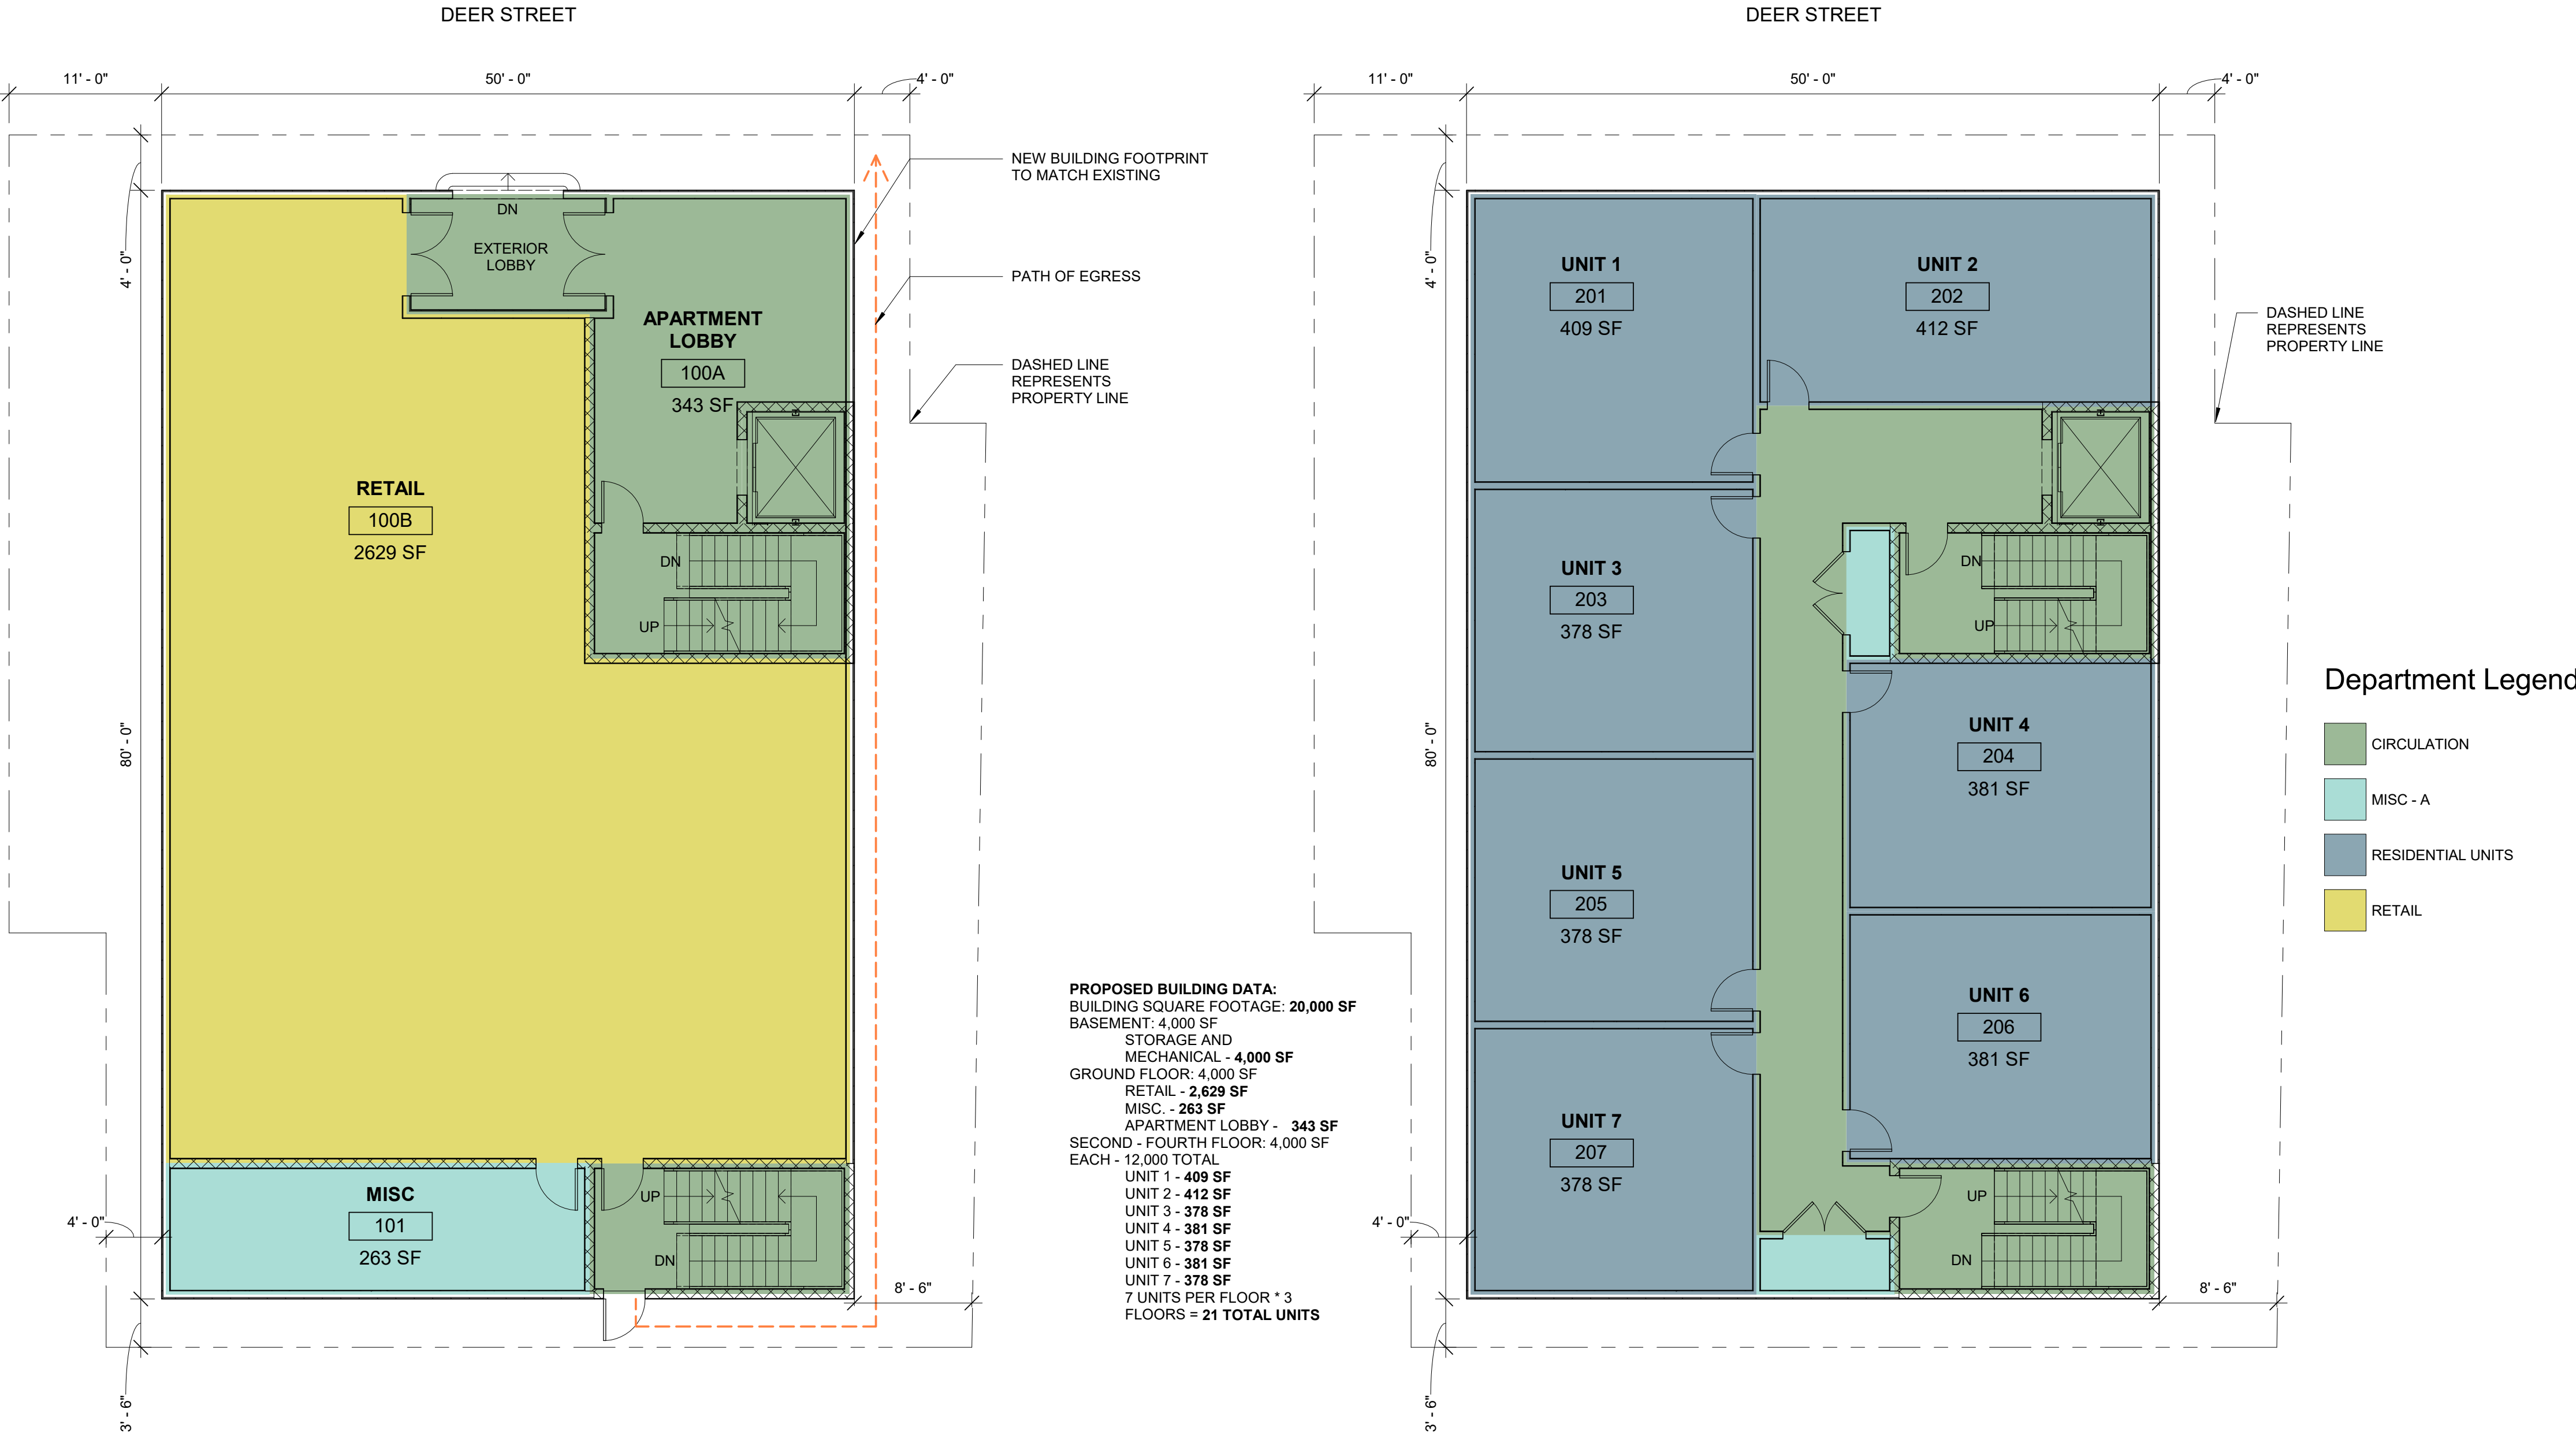 DEER STREET
11' - 0"
50' - 0"
4' - 0"
NEW BUILDING FOOTPRINT
TO MATCH EXISTING
DN
EXTERIOR
LOBBY
4' - 0"
PATH OF EGRESS
APARTMENT
LOBBY
100A
343 SF
DASHED LINE
REPRESENTS
PROPERTY LINE
RETAIL
100B
2629 SF
DN
UP
80' - 0"
MISC
101
263 SF
UP
DN
4' - 0"
8' - 6"
3' - 6"
PROPOSED BUILDING DATA:
BUILDING SQUARE FOOTAGE: 20,000 SF
BASEMENT: 4,000 SF
STORAGE AND
MECHANICAL - 4,000 SF
GROUND FLOOR: 4,000 SF
RETAIL - 2,629 SF
MISC. - 263 SF
APARTMENT LOBBY - 343 SF
SECOND - FOURTH FLOOR: 4,000 SF
EACH - 12,000 TOTAL
UNIT 1 - 409 SF
UNIT 2 - 412 SF
UNIT 3 - 378 SF
UNIT 4 - 381 SF
UNIT 5 - 378 SF
UNIT 6 - 381 SF
UNIT 7 - 378 SF
7 UNITS PER FLOOR * 3
FLOORS = 21 TOTAL UNITS
DEER STREET
11' - 0"
50' - 0"
4' - 0"
4' - 0"
UNIT 1
201
409 SF
UNIT 2
202
412 SF
DASHED LINE
REPRESENTS
PROPERTY LINE
UNIT 3
203
378 SF
DN
UP
80' - 0"
UNIT 4
204
381 SF
UNIT 5
205
378 SF
UNIT 6
206
381 SF
UNIT 7
207
378 SF
UP
DN
4' - 0"
8' - 6"
3' - 6"
Department Legend
CIRCULATION
MISC - A
RESIDENTIAL UNITS
RETAIL